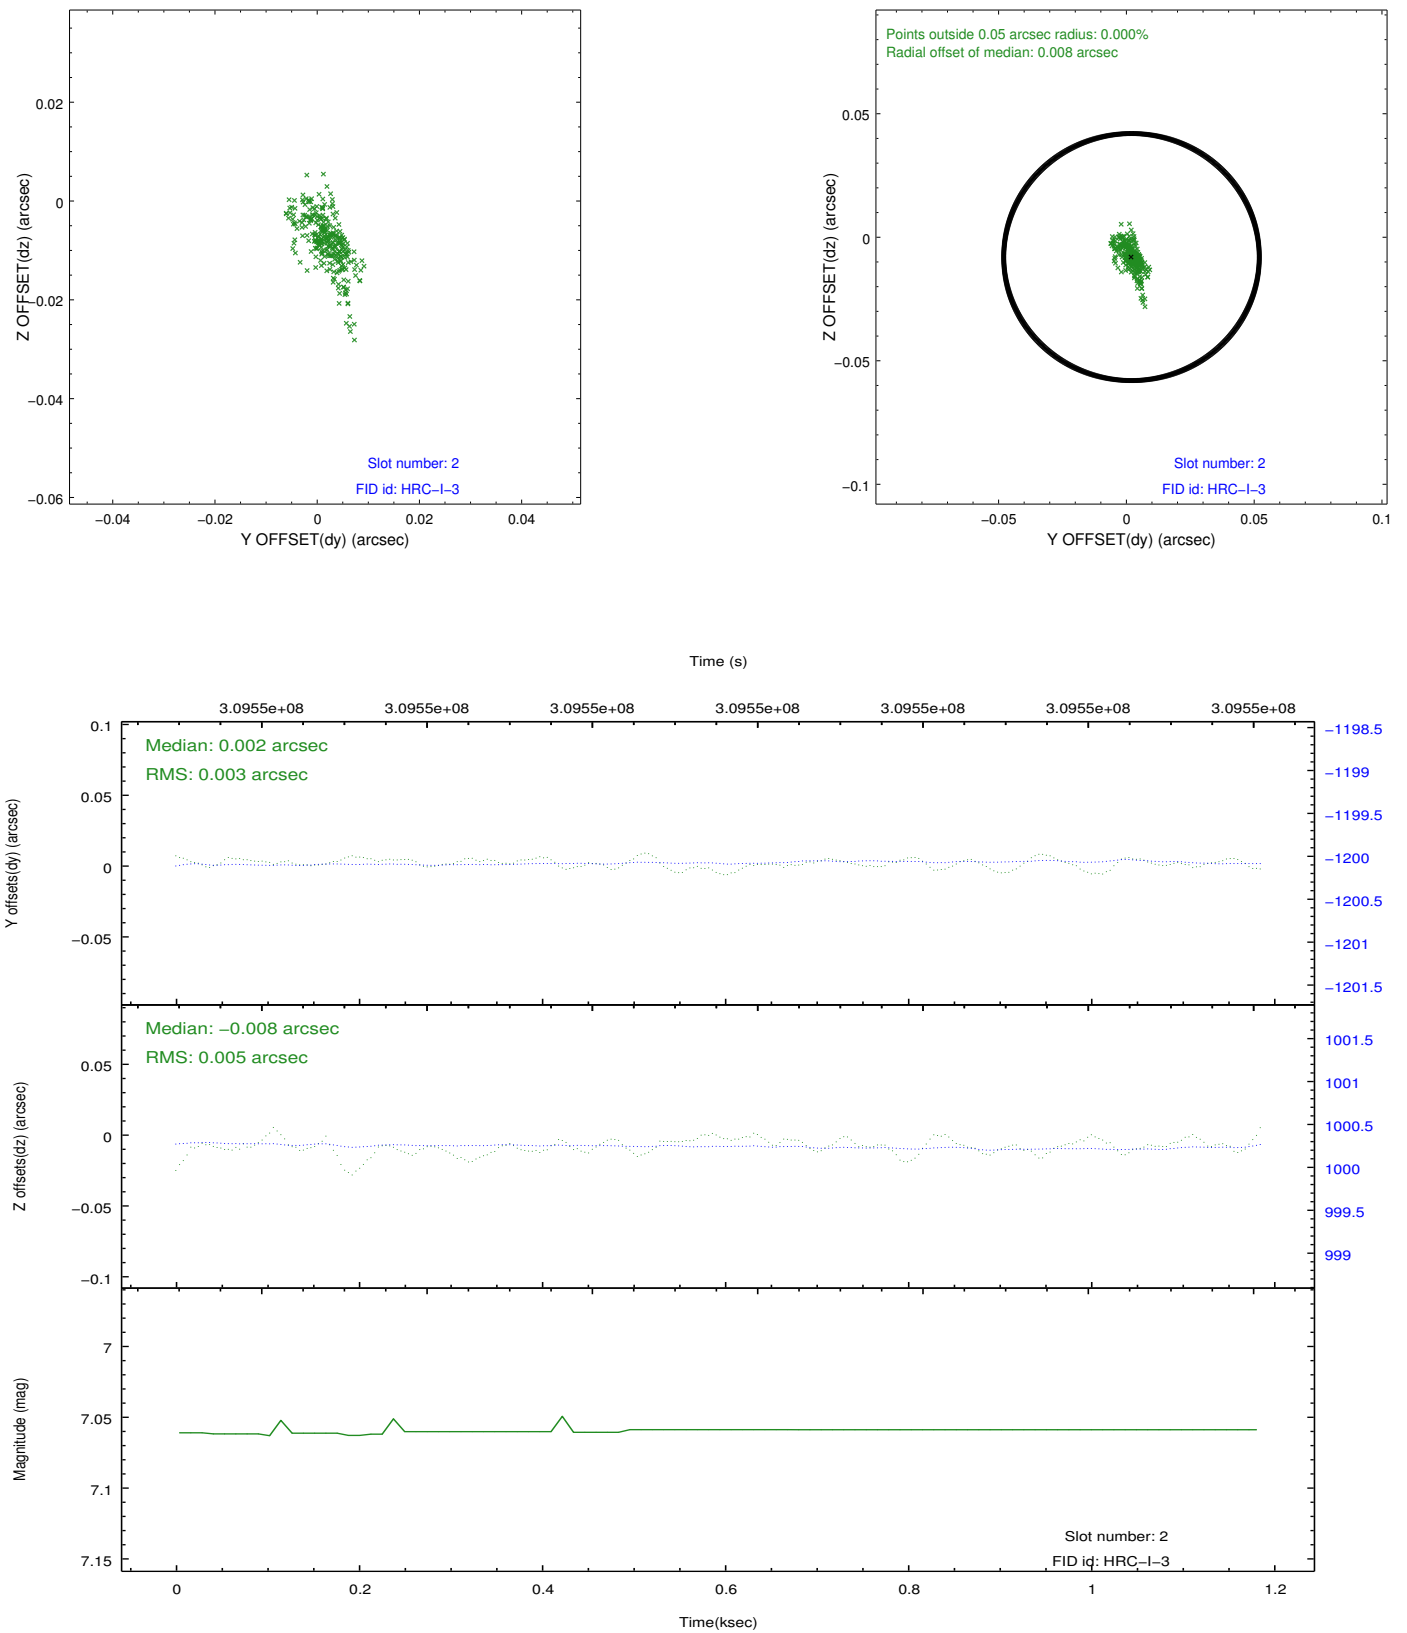 0.02
0
−0.02
−0.04
−0.06
Z OFFSET(dz) (arcsec)
Slot number: 2
FID id: HRC−I−3
−0.04
−0.02
0
0.02
0.04
Y OFFSET(dy) (arcsec)
Points outside 0.05 arcsec radius: 0.000%
Radial offset of median: 0.008 arcsec
0.05
0
−0.05
−0.1
Z OFFSET(dz) (arcsec)
Slot number: 2
FID id: HRC−I−3
−0.05
0
0.05
0.1
Y OFFSET(dy) (arcsec)
Time (s)
3.0955e+08
3.0955e+08
3.0955e+08
3.0955e+08
3.0955e+08
3.0955e+08
3.0955e+08
Median: 0.002 arcsec
RMS: 0.003 arcsec
0.1
0.05
0
−0.05
Y offsets(dy) (arcsec)
−1198.5
−1199
−1199.5
−1200
−1200.5
−1201
−1201.5
Median: −0.008 arcsec
RMS: 0.005 arcsec
0.05
0
−0.05
−0.1
Z offsets(dz) (arcsec)
1001.5
1001
1000.5
1000
999.5
999
7
7.05
7.1
7.15
Magnitude (mag)
Slot number: 2
FID id: HRC−I−3
0
0.2
0.4
0.6
0.8
1
1.2
Time(ksec)